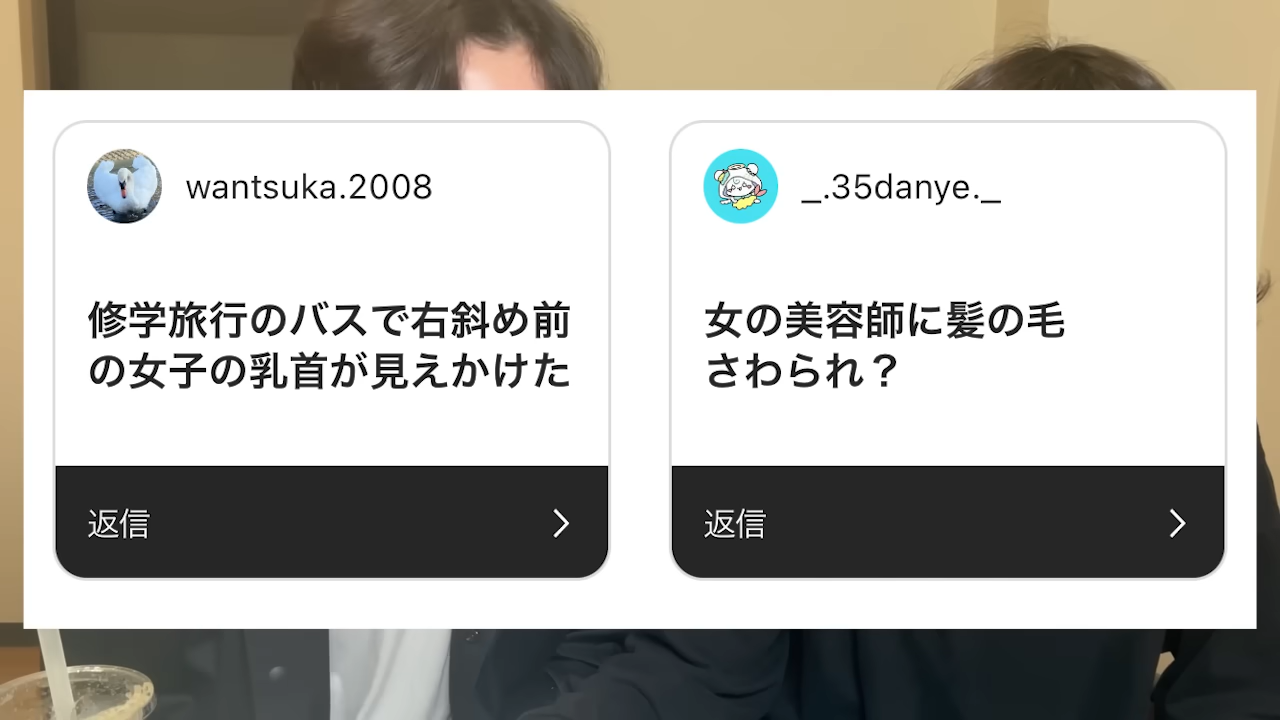 wantsuka.2008
修学旅行のバスで右斜め前
の女子の乳首が見えかけた
返信
_.35danye._
女の美容師に髪の毛
さわられ？
返信